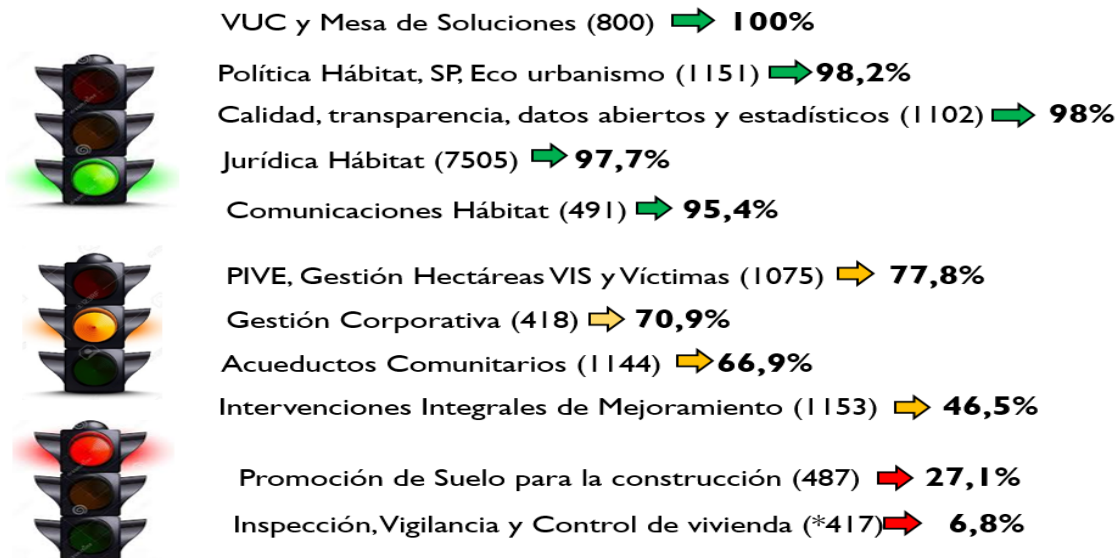 VUC y Mesa de Soluciones (800) 100%
Política Hábitat, SP, Eco urbanismo (1151) 98,2%
Calidad, transparencia, datos abiertos y estadísticos (1102) 98%
Jurídica Hábitat (7505) 97,7%
Comunicaciones Hábitat (491) 95,4%
PIVE, Gestión Hectáreas VIS y Víctimas (1075) 77,8%
Gestión Corporativa (418) 70,9%
Acueductos Comunitarios (1144) 66,9%
Intervenciones Integrales de Mejoramiento (1153) 46,5%
Promoción de Suelo para la construcción (487) 27,1%
Inspección, Vigilancia y Control de vivienda (*417) 6,8%